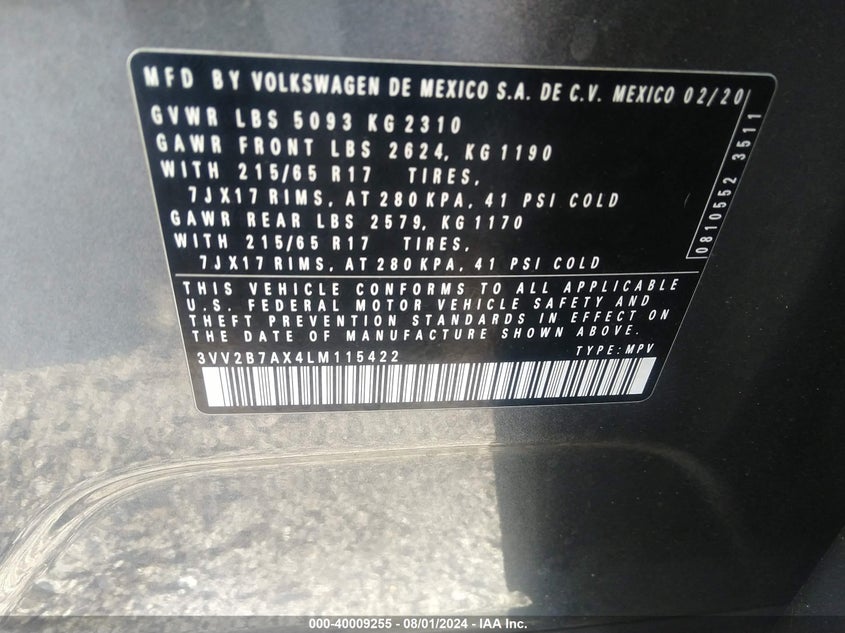 MFD BY VOLKSWAGEN DE MEXICO S.A. DE C.V. MEXICO 02/20
GVWR LBS 5093 KG 2310
GAWR FRONT LBS 2624, KG 1190
WITH 215/65 R17 TIRES,
7JX17 RIMS, AT 280 KPA, 41 PSI COLD
GAWR REAR LBS 2579, KG 1170
WITH 215/65 R17 TIRES,
7JX17 RIMS, AT 280 KPA, 41 PSI COLD
0810552 3511
THIS VEHICLE CONFORMS TO ALL APPLICABLE
U.S. FEDERAL MOTOR VEHICLE SAFETY AND
THEFT PREVENTION STANDARDS IN EFFECT ON
THE DATE OF MANUFACTURE SHOWN ABOVE.
3VV2B7AX4LM115422 TYPE: MPV
000-40009255 - 08/01/2024 - IAA Inc.